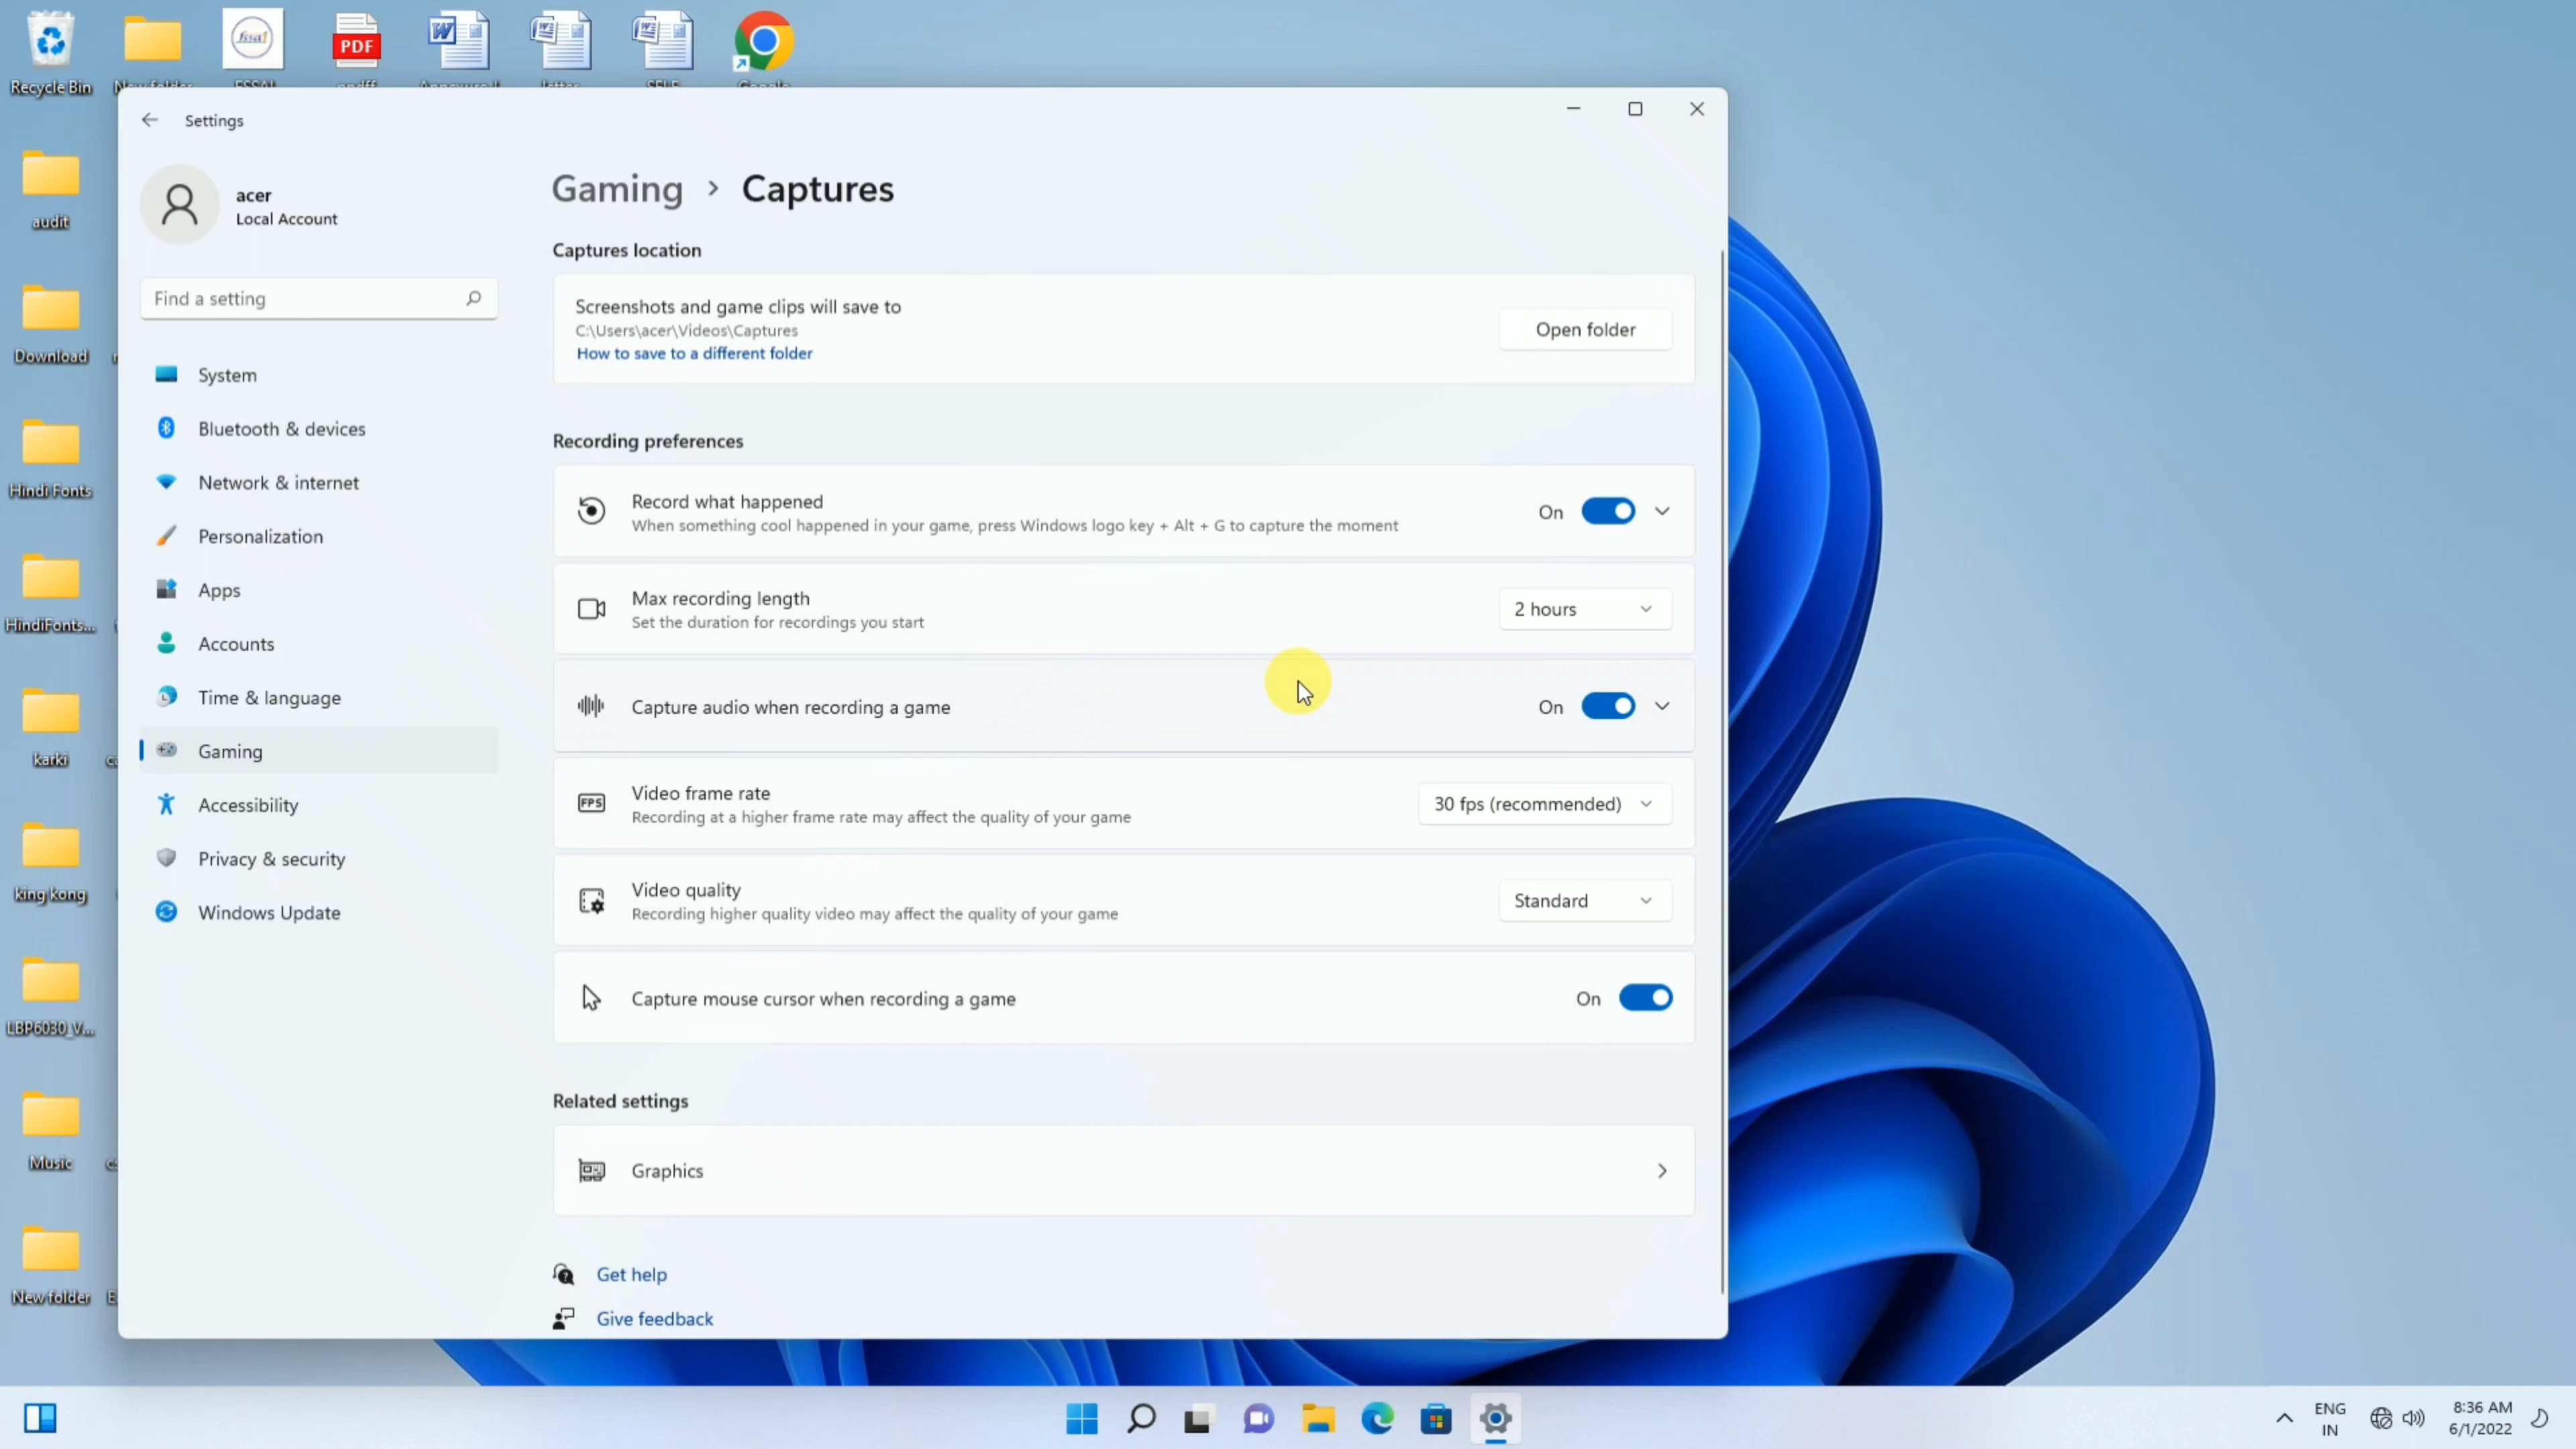 Recycle Bin
fssai
PDF
Settings
acer
Local Account
Find a setting
System
Bluetooth & devices
Network & internet
Personalization
Apps
Accounts
Time & language
Gaming
Accessibility
Privacy & security
Windows Update
Gaming > Captures
Captures location
Screenshots and game clips will save to
C:\Users\acer\Videos\Captures
How to save to a different folder
Open folder
Recording preferences
Record what happened
When something cool happened in your game, press Windows logo key + Alt + G to capture the moment
On
Max recording length
Set the duration for recordings you start
2 hours
Capture audio when recording a game
On
FPS
Video frame rate
Recording at a higher frame rate may affect the quality of your game
30 fps (recommended)
Video quality
Recording higher quality video may affect the quality of your game
Standard
Capture mouse cursor when recording a game
On
Related settings
Graphics
Get help
Give feedback
audit
Download
Hindi Fonts
HindiFonts...
karki
king kong
LBP6030_V...
Music
New folder
ENG
IN
8:36 AM
6/1/2022